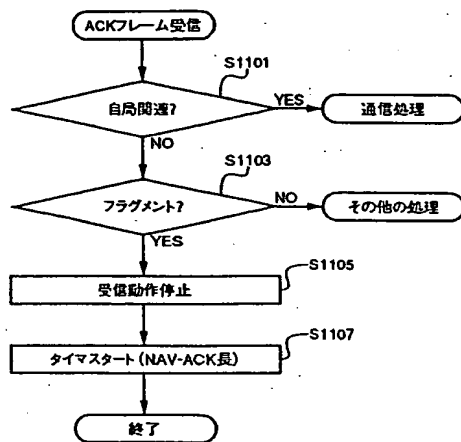 ACKフレーム受信
S1101
自局関連?
YES
通信処理
NO
S1103
フラグメント?
NO
その他の処理
YES
S1105
受信動作停止
S1107
タイマスタート(NAV-ACK長)
終了